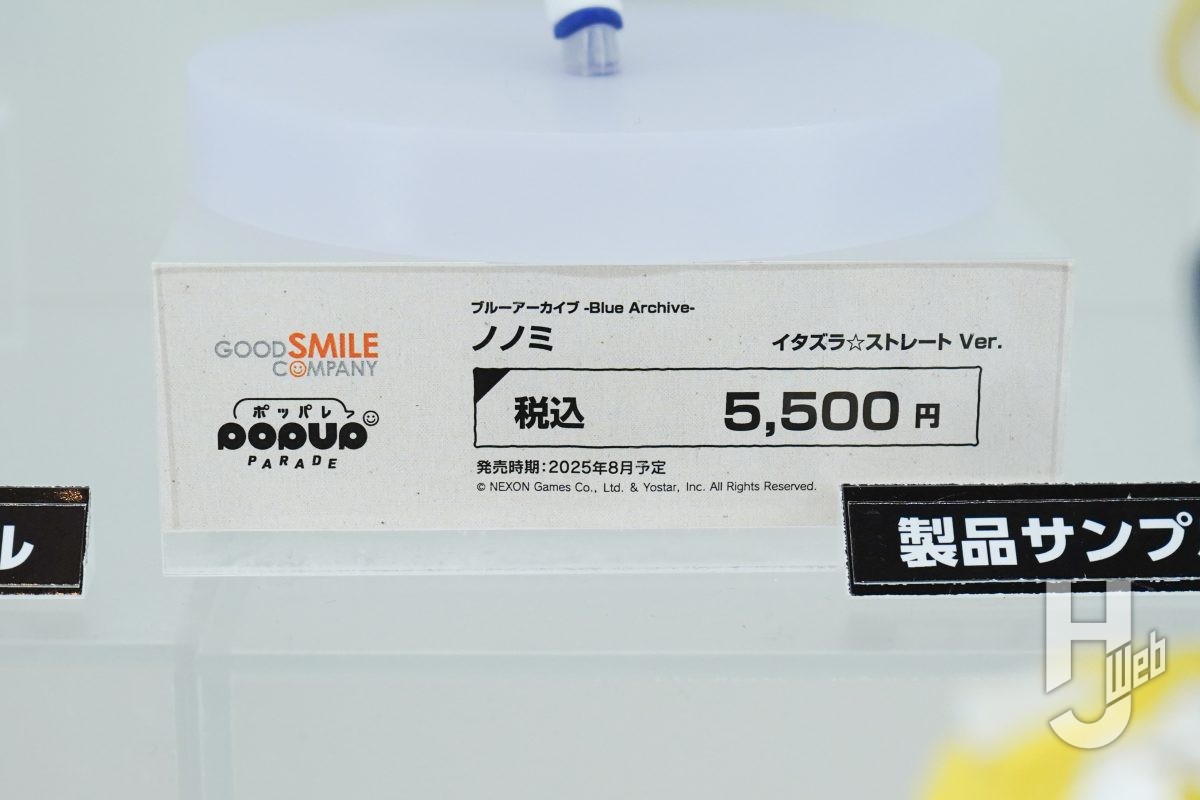 GOOD SMILE
COMPANY
ポッパレ
POPUP
PARADE
ブルーアーカイブ -Blue Archive-
ノノミ
イタズラ☆ストレート Ver.
税込 5,500 円
発売時期：2025年8月予定
© NEXON Games Co., Ltd. & Yostar, Inc. All Rights Reserved.
ル
製品サンプ
HJ Web